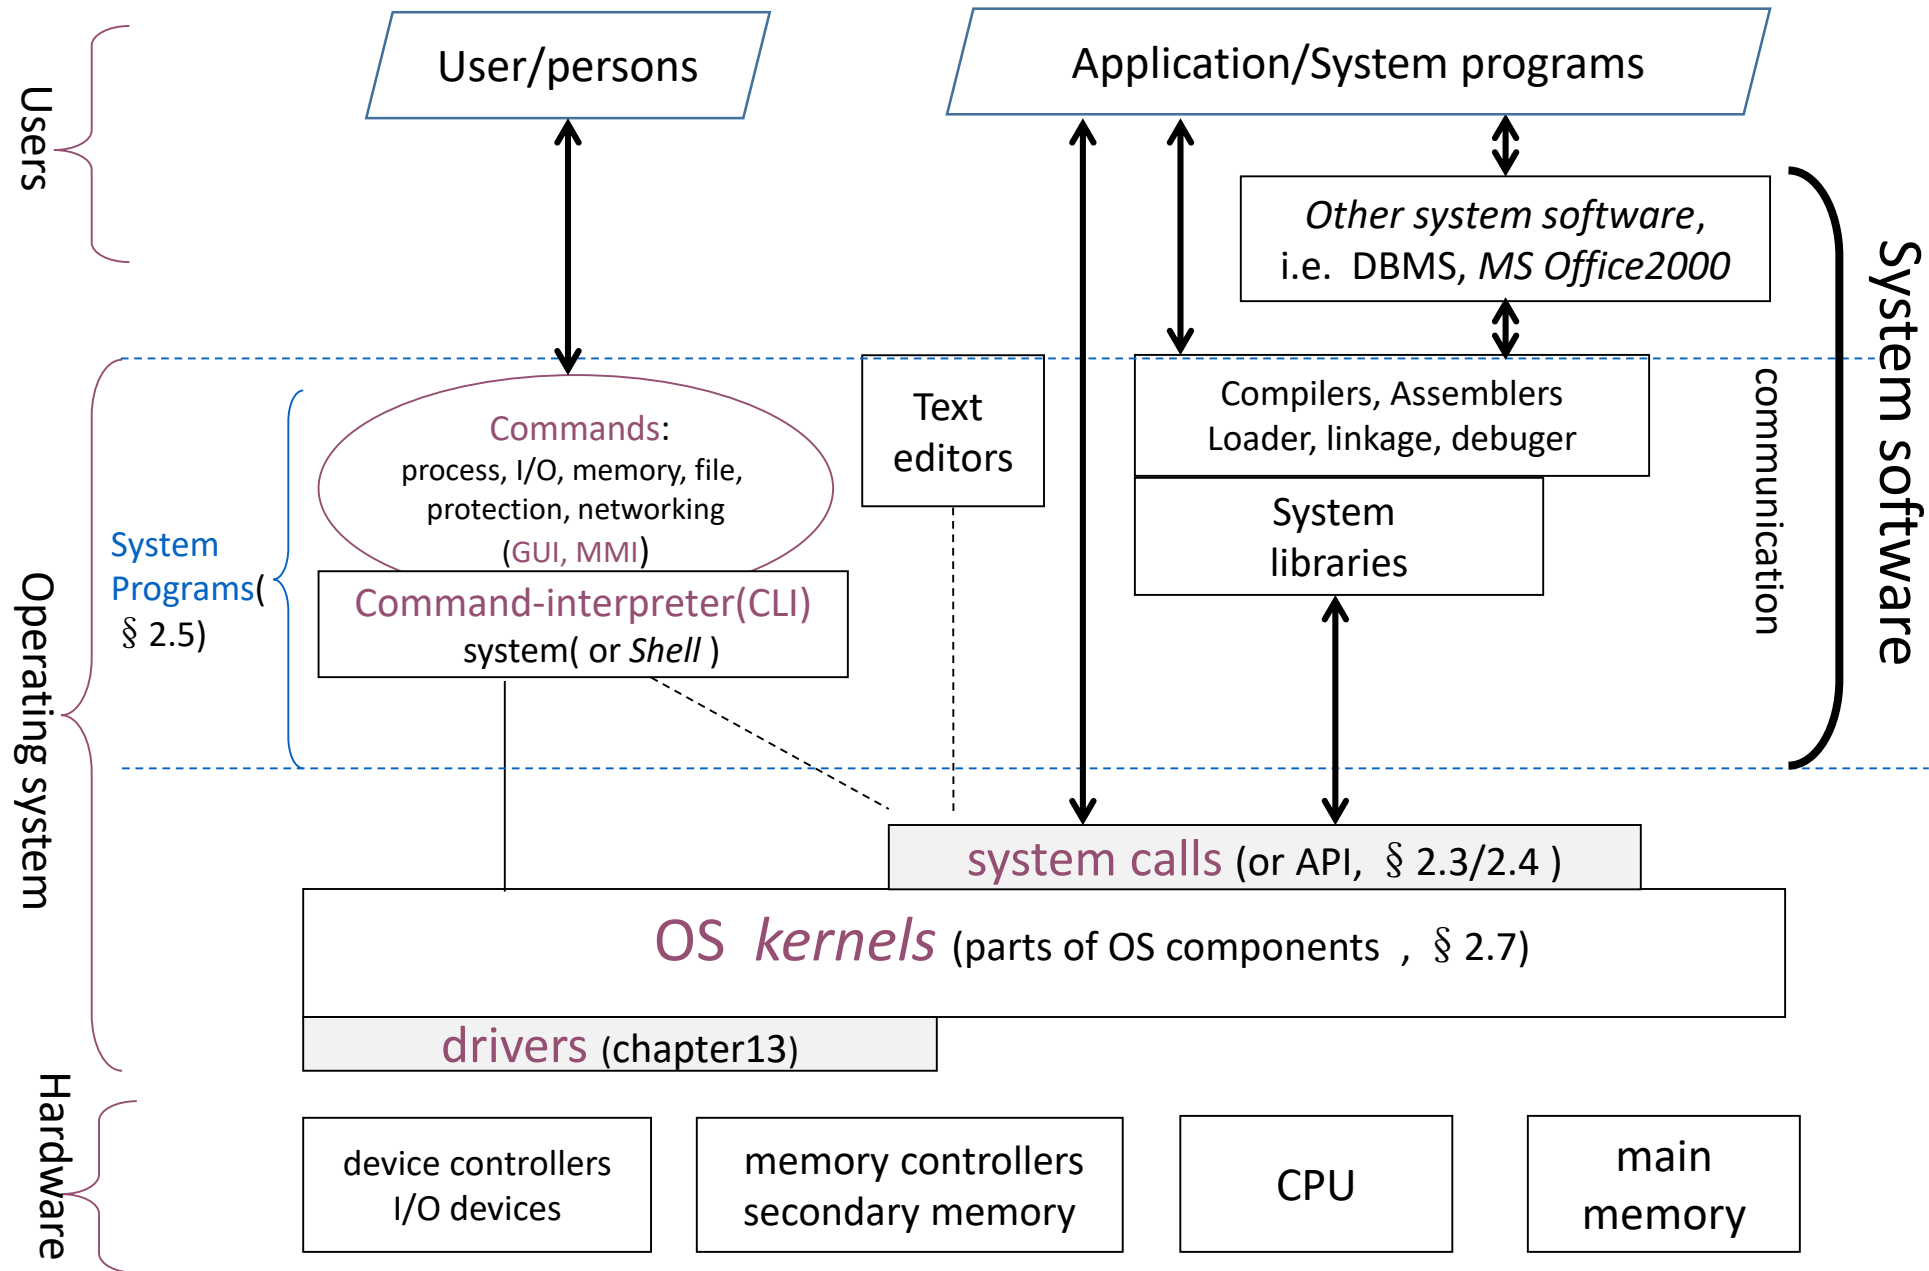 User/persons
Application/System programs
Users
Other system software,
i.e. DBMS, MS Office2000
System software
Commands:
process, I/O, memory, file,
protection, networking
(GUI, MMI)
Text
editors
Compilers, Assemblers
Loader, linkage, debuger
communication
System
libraries
System
Programs(
§ 2.5)
Command-interpreter(CLI)
system( or Shell )
Operating system
system calls (or API, § 2.3/2.4 )
OS kernels (parts of OS components , § 2.7)
drivers (chapter13)
Hardware
device controllers
I/O devices
memory controllers
secondary memory
CPU
main
memory